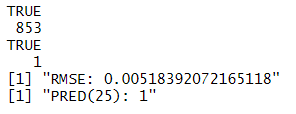 TRUE
853
TRUE
1
[1] "RMSE: 0.00518392072165118"
[1] "PRED(25): 1"